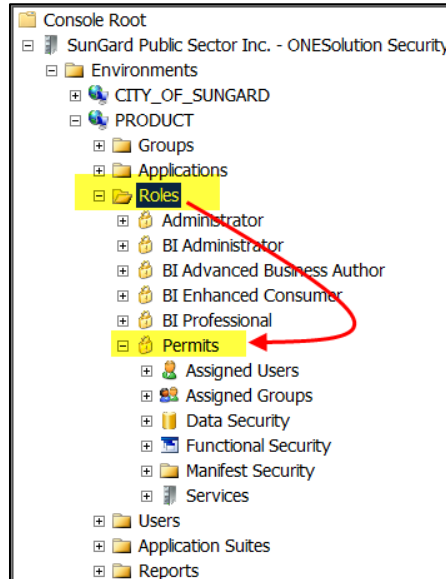 Console Root
SunGard Public Sector Inc. - ONESolution Security
Environments
CITY_OF_SUNGARD
PRODUCT
Groups
Applications
Roles
Administrator
BI Administrator
BI Advanced Business Author
BI Enhanced Consumer
BI Professional
Permits
Assigned Users
Assigned Groups
Data Security
Functional Security
Manifest Security
Services
Users
Application Suites
Reports